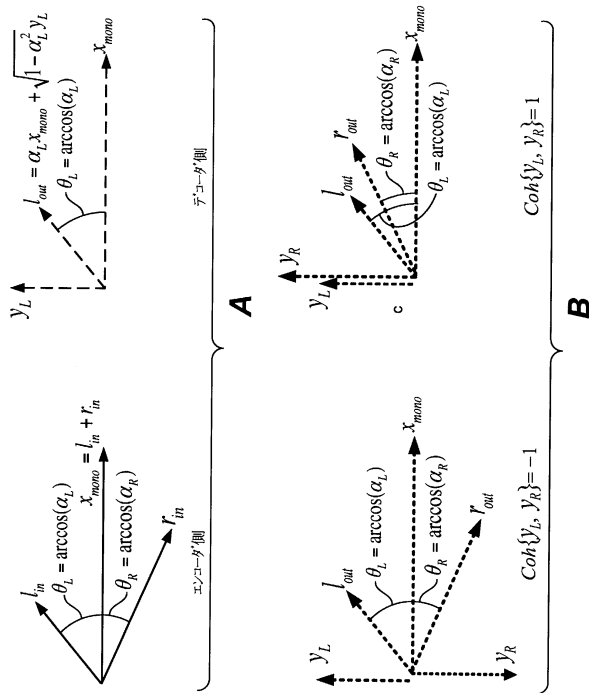 l_in
θ_L = arccos(α_L)
x_mono = l_in + r_in
θ_R = arccos(α_R)
r_in
エンコーダ側
y_L
l_out = α_L x_mono + √(1-α_L^2) y_L
θ_L = arccos(α_L)
x_mono
デコーダ側
A
y_L
l_out
θ_L = arccos(α_L)
x_mono
θ_R = arccos(α_R)
r_out
y_R
Coh{y_L, y_R}=-1
y_R
y_L
c
l_out
r_out
θ_R = arccos(α_R)
θ_L = arccos(α_L)
x_mono
Coh{y_L, y_R}=1
B